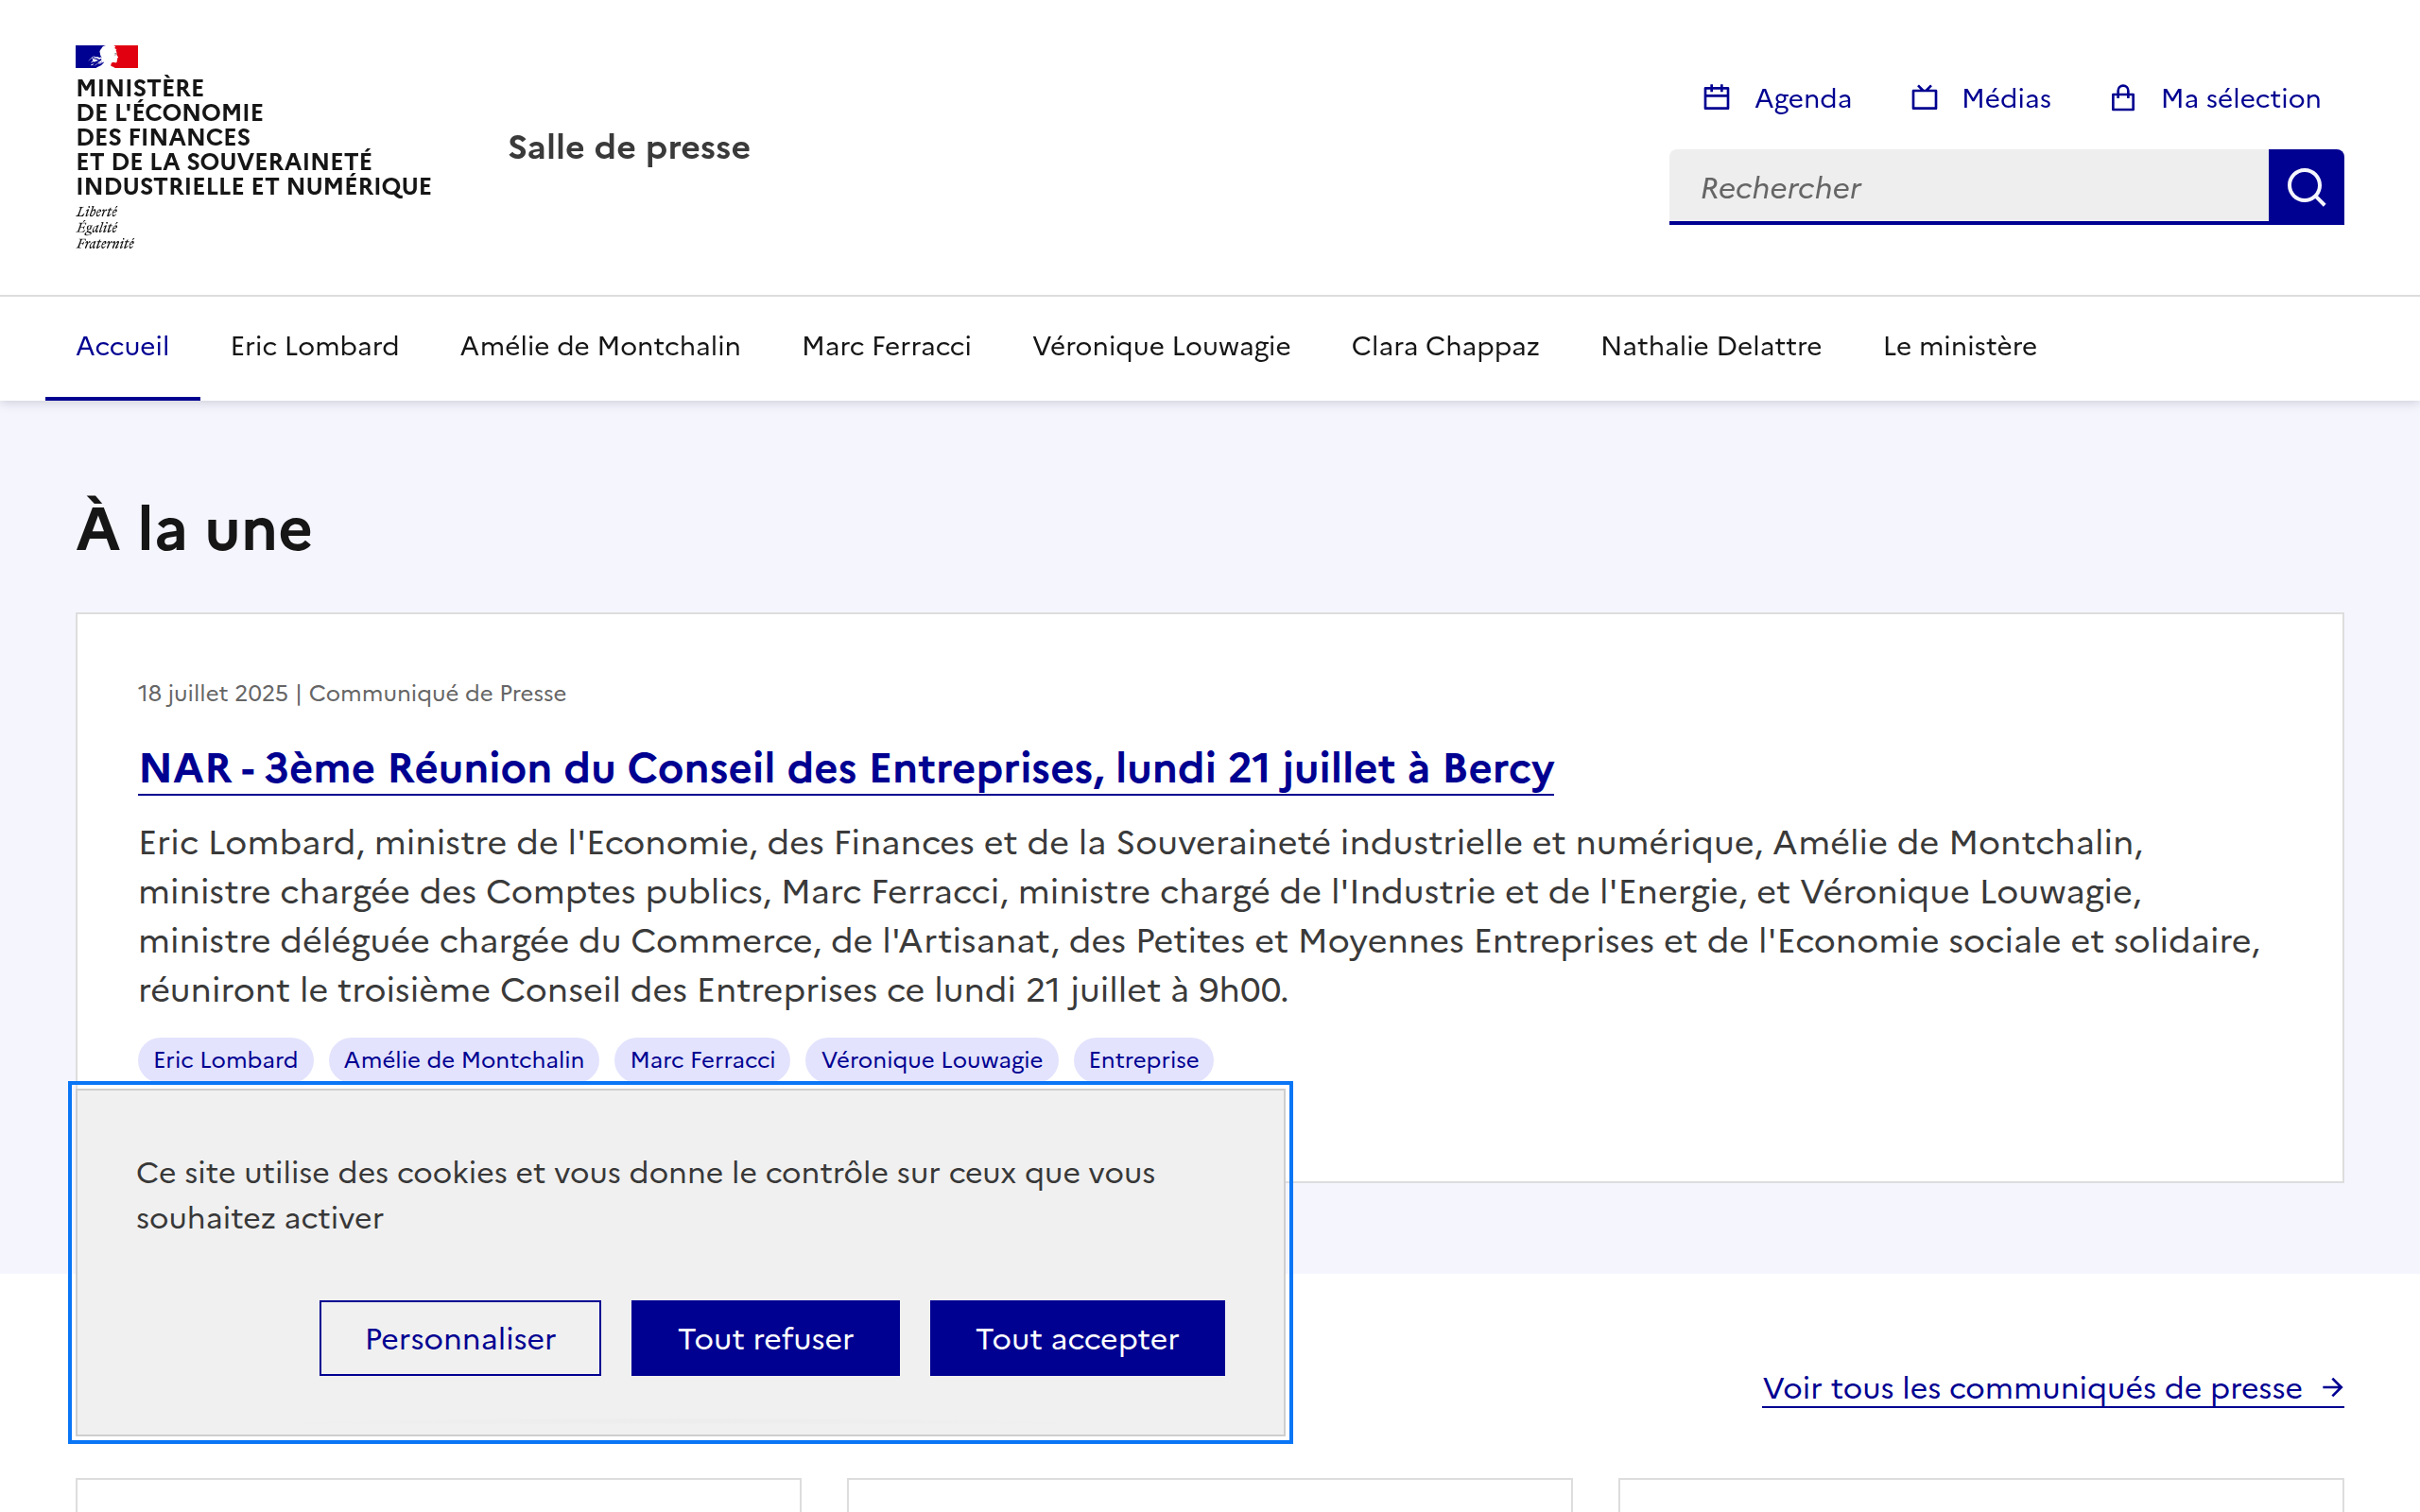 MINISTÈRE
DE L'ÉCONOMIE
DES FINANCES
ET DE LA SOUVERAINETÉ
INDUSTRIELLE ET NUMÉRIQUE
Liberté
Égalité
Fraternité
Salle de presse
Agenda
Médias
Ma sélection
Rechercher
Accueil
Eric Lombard
Amélie de Montchalin
Marc Ferracci
Véronique Louwagie
Clara Chappaz
Nathalie Delattre
Le ministère
À la une
18 juillet 2025 | Communiqué de Presse
NAR - 3ème Réunion du Conseil des Entreprises, lundi 21 juillet à Bercy
Eric Lombard, ministre de l'Economie, des Finances et de la Souveraineté industrielle et numérique, Amélie de Montchalin,
ministre chargée des Comptes publics, Marc Ferracci, ministre chargé de l'Industrie et de l'Energie, et Véronique Louwagie,
ministre déléguée chargée du Commerce, de l'Artisanat, des Petites et Moyennes Entreprises et de l'Economie sociale et solidaire,
réuniront le troisième Conseil des Entreprises ce lundi 21 juillet à 9h00.
Eric Lombard
Amélie de Montchalin
Marc Ferracci
Véronique Louwagie
Entreprise
Ce site utilise des cookies et vous donne le contrôle sur ceux que vous
souhaitez activer
Personnaliser
Tout refuser
Tout accepter
Voir tous les communiqués de presse